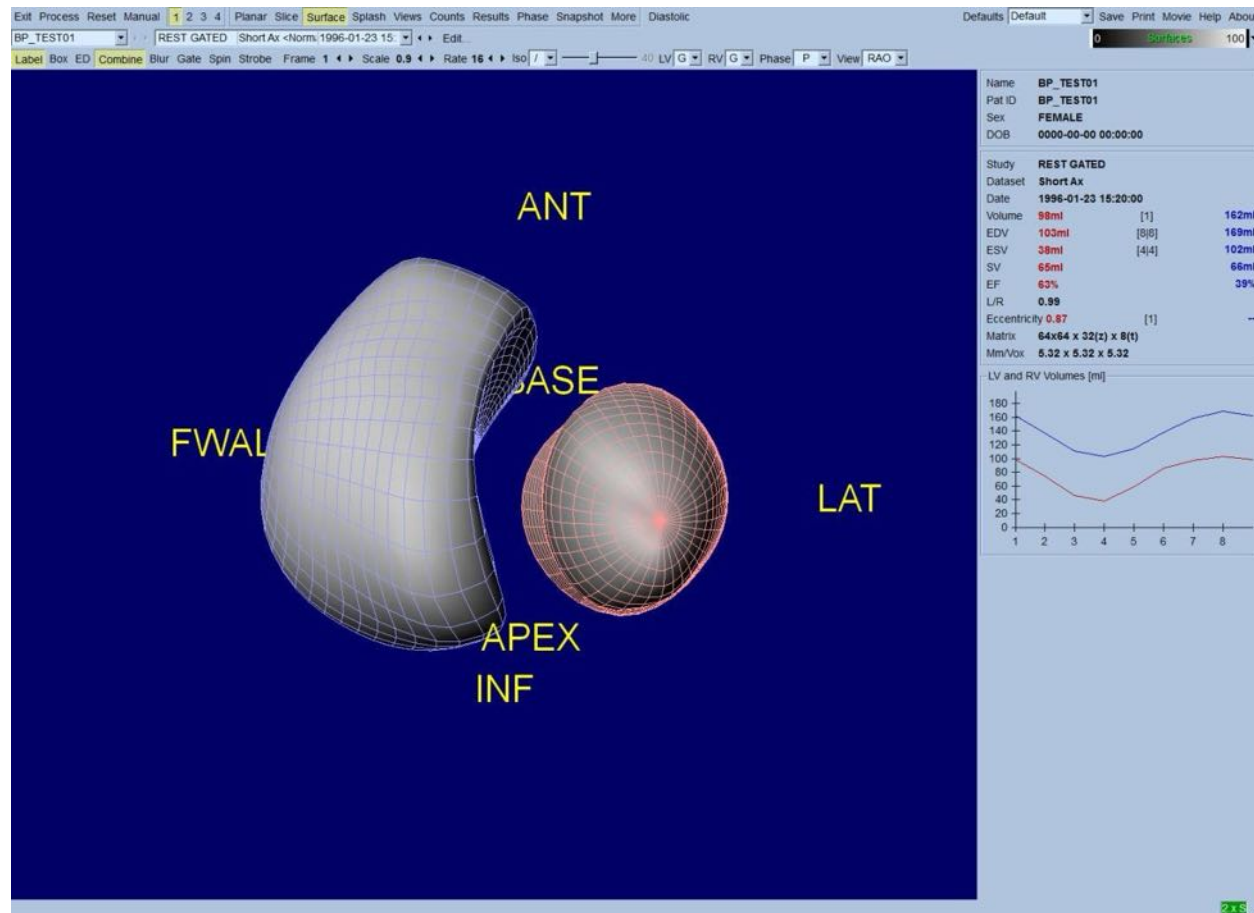 Exit Process Reset Manual 1 2 3 4 Planar Slice Surface Splash Views Counts Results Phase Snapshot More Diastolic Defaults Default Save Print Movie Help Abou
BP_TEST01 REST GATED Short Ax <Norm: 1996-01-23 15: Edit... 0 Surfaces 100
Label Box ED Combine Blur Gate Spin Strobe Frame 1 Scale 0.9 Rate 16 Iso / 40 LV G RV G Phase P View RAO
ANT
BASE
FWAL
LAT
APEX
INF
Name BP_TEST01
Pat ID BP_TEST01
Sex FEMALE
DOB 0000-00-00 00:00:00
Study REST GATED
Dataset Short Ax
Date 1996-01-23 15:20:00
Volume 98ml [1] 162ml
EDV 103ml [8|8] 169ml
ESV 38ml [4|4] 102ml
SV 65ml 66ml
EF 63% 39%
L/R 0.99
Eccentricity 0.87 [1] --
Matrix 64x64 x 32(z) x 8(t)
Mm/Vox 5.32 x 5.32 x 5.32
LV and RV Volumes [ml]
180
160
140
120
100
80
60
40
20
0
1 2 3 4 5 6 7 8
2 x S